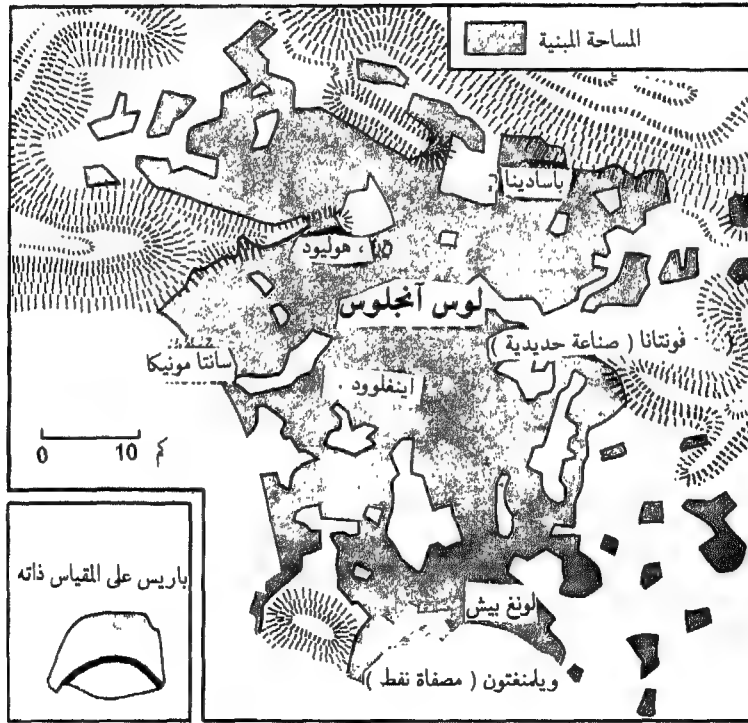 المساحة المبنية
باسادينا
هوليود
لوس آنجلوس
فونتانا ( صناعة حديدية )
سانتا مونيكا
اينغلوود
0 10 كم
باريس على المقياس ذاته
لونغ بيتش
ويلمنغتون ( مصفاة نفط )